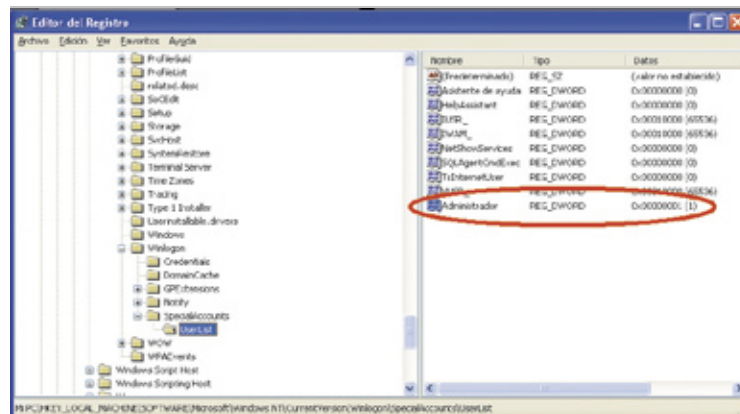 Editor del Registro
Archivo Edición Ver Favoritos Ayuda
ProfileGuid
ProfileList
related.desc
SeCEdit
Setup
Storage
SvcHost
SystemRestore
Terminal Server
Time Zones
Tracing
Type 1 Installer
Userinstallable.drivers
Windows
Winlogon
Credentials
DomainCache
GPExtensions
Notify
SpecialAccounts
UserList
WOW
WPAEvents
Windows Script Host
Windows Scripting Host
Nombre Tipo Datos
(Predeterminado) REG_SZ (valor no establecido)
Asistente de ayuda REG_DWORD 0x00000000 (0)
HelpAssistant REG_DWORD 0x00000000 (0)
IUSR_ REG_DWORD 0x00010000 (65536)
IWAM_ REG_DWORD 0x00010000 (65536)
NetShowServices REG_DWORD 0x00000000 (0)
SQLAgentCmdExec REG_DWORD 0x00000000 (0)
TsInternetUser REG_DWORD 0x00000000 (0)
REG_DWORD 0x00010000 (65536)
Administrador REG_DWORD 0x00000001 (1)
Mi PC\HKEY_LOCAL_MACHINE\SOFTWARE\Microsoft\Windows NT\CurrentVersion\Winlogon\SpecialAccounts\UserList